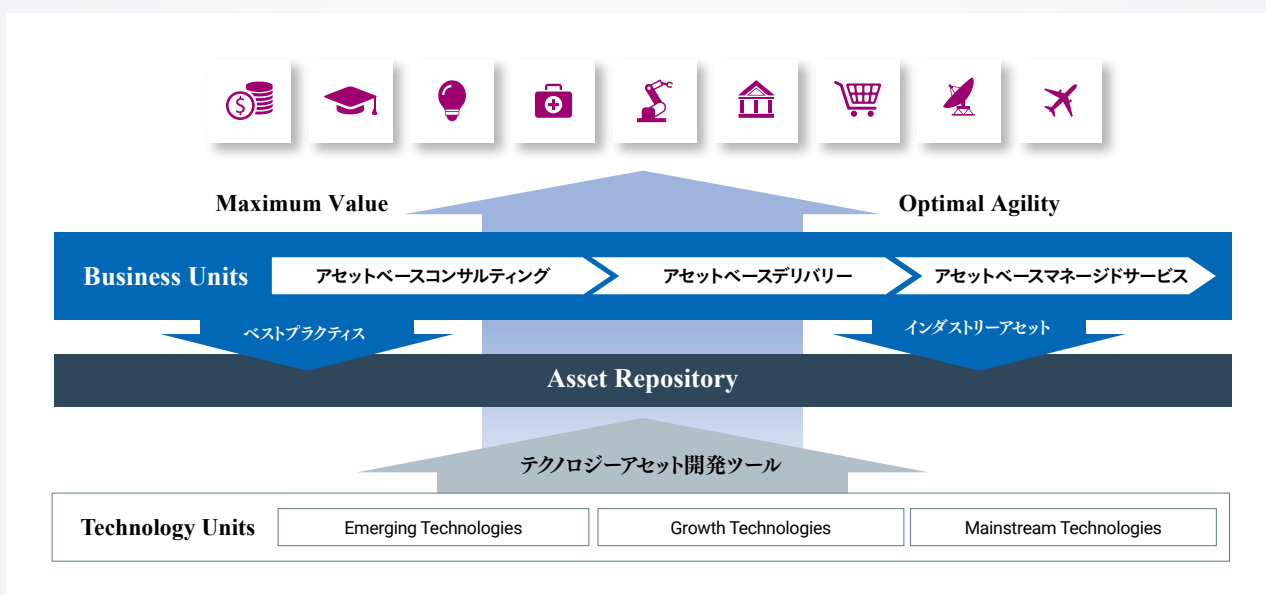 $
Maximum Value
Optimal Agility
Business Units
アセットベースコンサルティング
アセットベースデリバリー
アセットベースマネージドサービス
ベストプラクティス
インダストリーアセット
Asset Repository
テクノロジーアセット開発ツール
Technology Units
Emerging Technologies
Growth Technologies
Mainstream Technologies